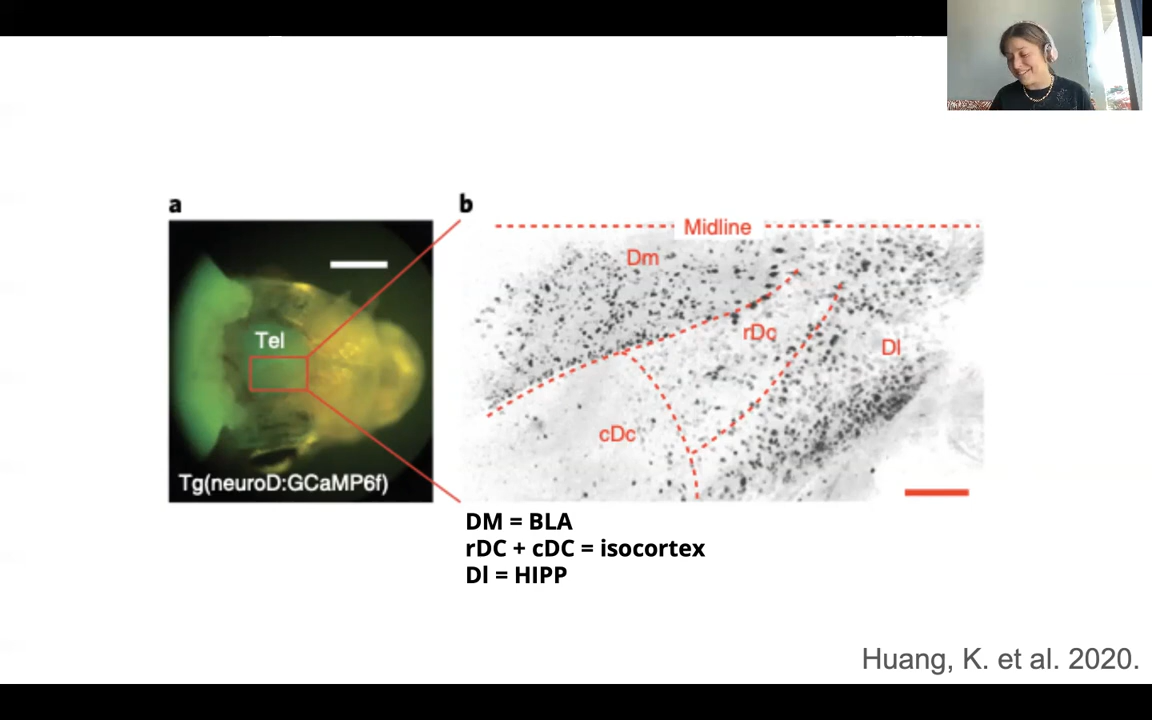 a
b
Midline
Dm
rDc
Dl
cDc
Tel
Tg(neuroD:GCaMP6f)
DM = BLA
rDC + cDC = isocortex
Dl = HIPP
Huang, K. et al. 2020.